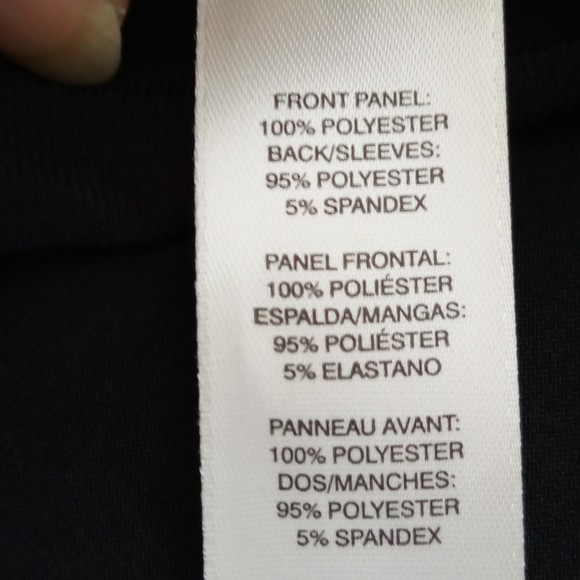 FRONT PANEL:
100% POLYESTER
BACK/SLEEVES:
95% POLYESTER
5% SPANDEX
PANEL FRONTAL:
100% POLIÉSTER
ESPALDA/MANGAS:
95% POLIÉSTER
5% ELASTANO
PANNEAU AVANT:
100% POLYESTER
DOS/MANCHES:
95% POLYESTER
5% SPANDEX